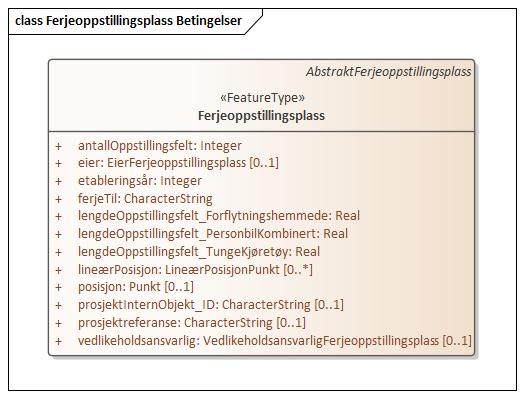 class Ferjeoppstillingsplass Betingelser
AbstraktFerjeoppstillingsplass
«FeatureType»
Ferjeoppstillingsplass
+ antallOppstillingsfelt: Integer
+ eier: EierFerjeoppstillingsplass [0..1]
+ etableringsår: Integer
+ ferjeTil: CharacterString
+ lengdeOppstillingsfelt_Forflytningshemmede: Real
+ lengdeOppstillingsfelt_PersonbilKombinert: Real
+ lengdeOppstillingsfelt_TungeKjøretøy: Real
+ lineærPosisjon: LineærPosisjonPunkt [0..*]
+ posisjon: Punkt [0..1]
+ prosjektInternObjekt_ID: CharacterString [0..1]
+ prosjektreferanse: CharacterString [0..1]
+ vedlikeholdsansvarlig: VedlikeholdsansvarligFerjeoppstillingsplass [0..1]